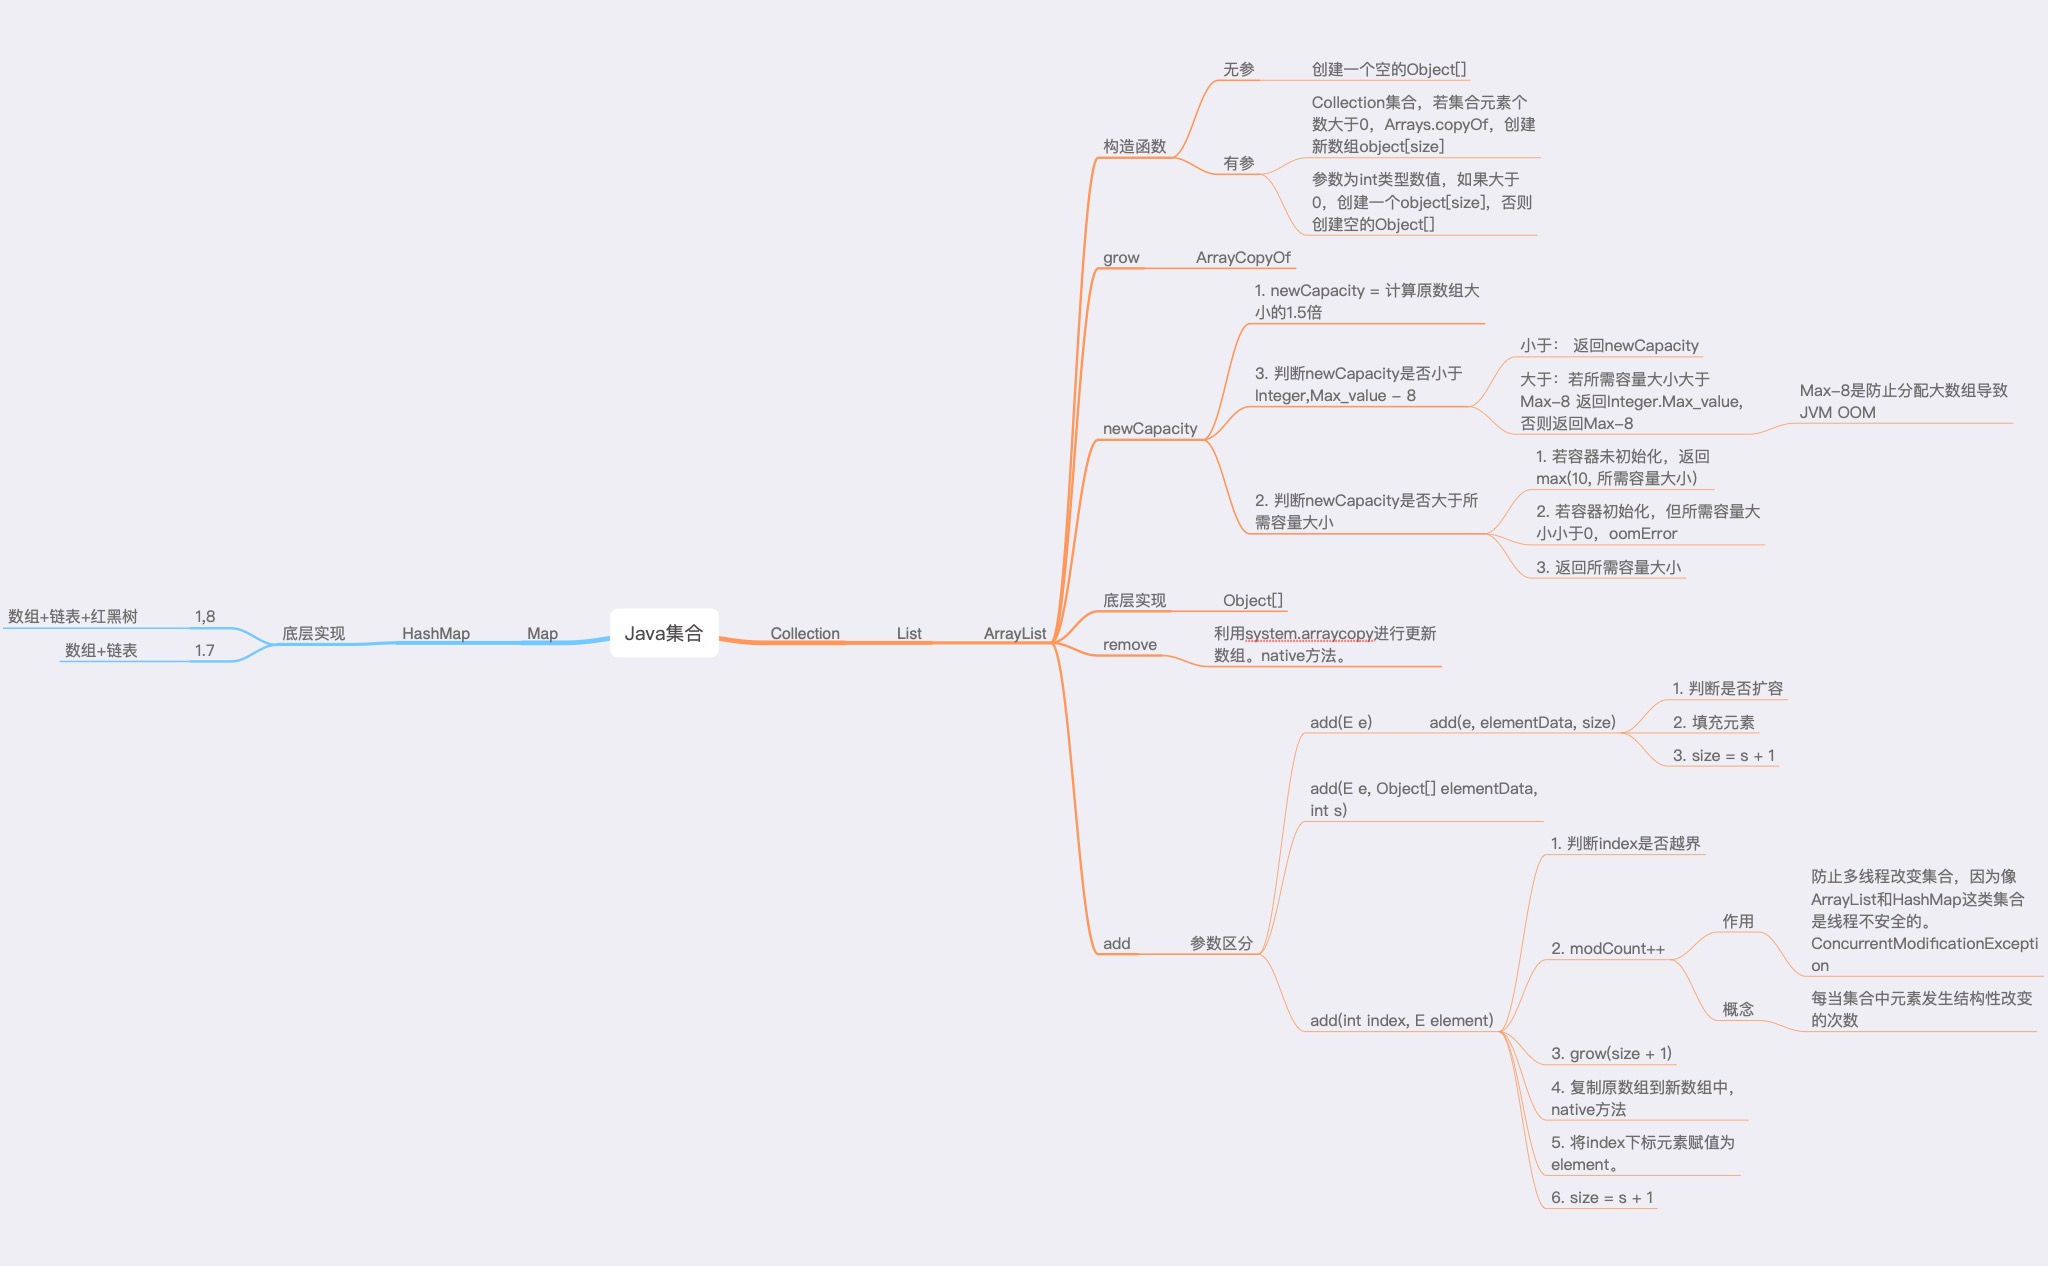 Java集合
Map
HashMap
底层实现
1,8
数组+链表+红黑树
1.7
数组+链表
Collection
List
ArrayList
构造函数
无参
创建一个空的Object[]
有参
Collection集合，若集合元素个
数大于0，Arrays.copyOf，创建
新数组object[size]
参数为int类型数值，如果大于
0，创建一个object[size]，否则
创建空的Object[]
grow
ArrayCopyOf
newCapacity
1. newCapacity = 计算原数组大
小的1.5倍
3. 判断newCapacity是否小于
Integer,Max_value - 8
小于： 返回newCapacity
大于：若所需容量大小大于
Max-8 返回Integer.Max_value,
否则返回Max-8
Max-8是防止分配大数组导致
JVM OOM
2. 判断newCapacity是否大于所
需容量大小
1. 若容器未初始化，返回
max(10, 所需容量大小)
2. 若容器初始化，但所需容量大
小小于0，oomError
3. 返回所需容量大小
底层实现
Object[]
remove
利用system.arraycopy进行更新
数组。native方法。
add
参数区分
add(E e)
add(e, elementData, size)
1. 判断是否扩容
2. 填充元素
3. size = s + 1
add(E e, Object[] elementData,
int s)
add(int index, E element)
1. 判断index是否越界
2. modCount++
作用
防止多线程改变集合，因为像
ArrayList和HashMap这类集合
是线程不安全的。
ConcurrentModificationExcepti
on
概念
每当集合中元素发生结构性改变
的次数
3. grow(size + 1)
4. 复制原数组到新数组中，
native方法
5. 将index下标元素赋值为
element。
6. size = s + 1